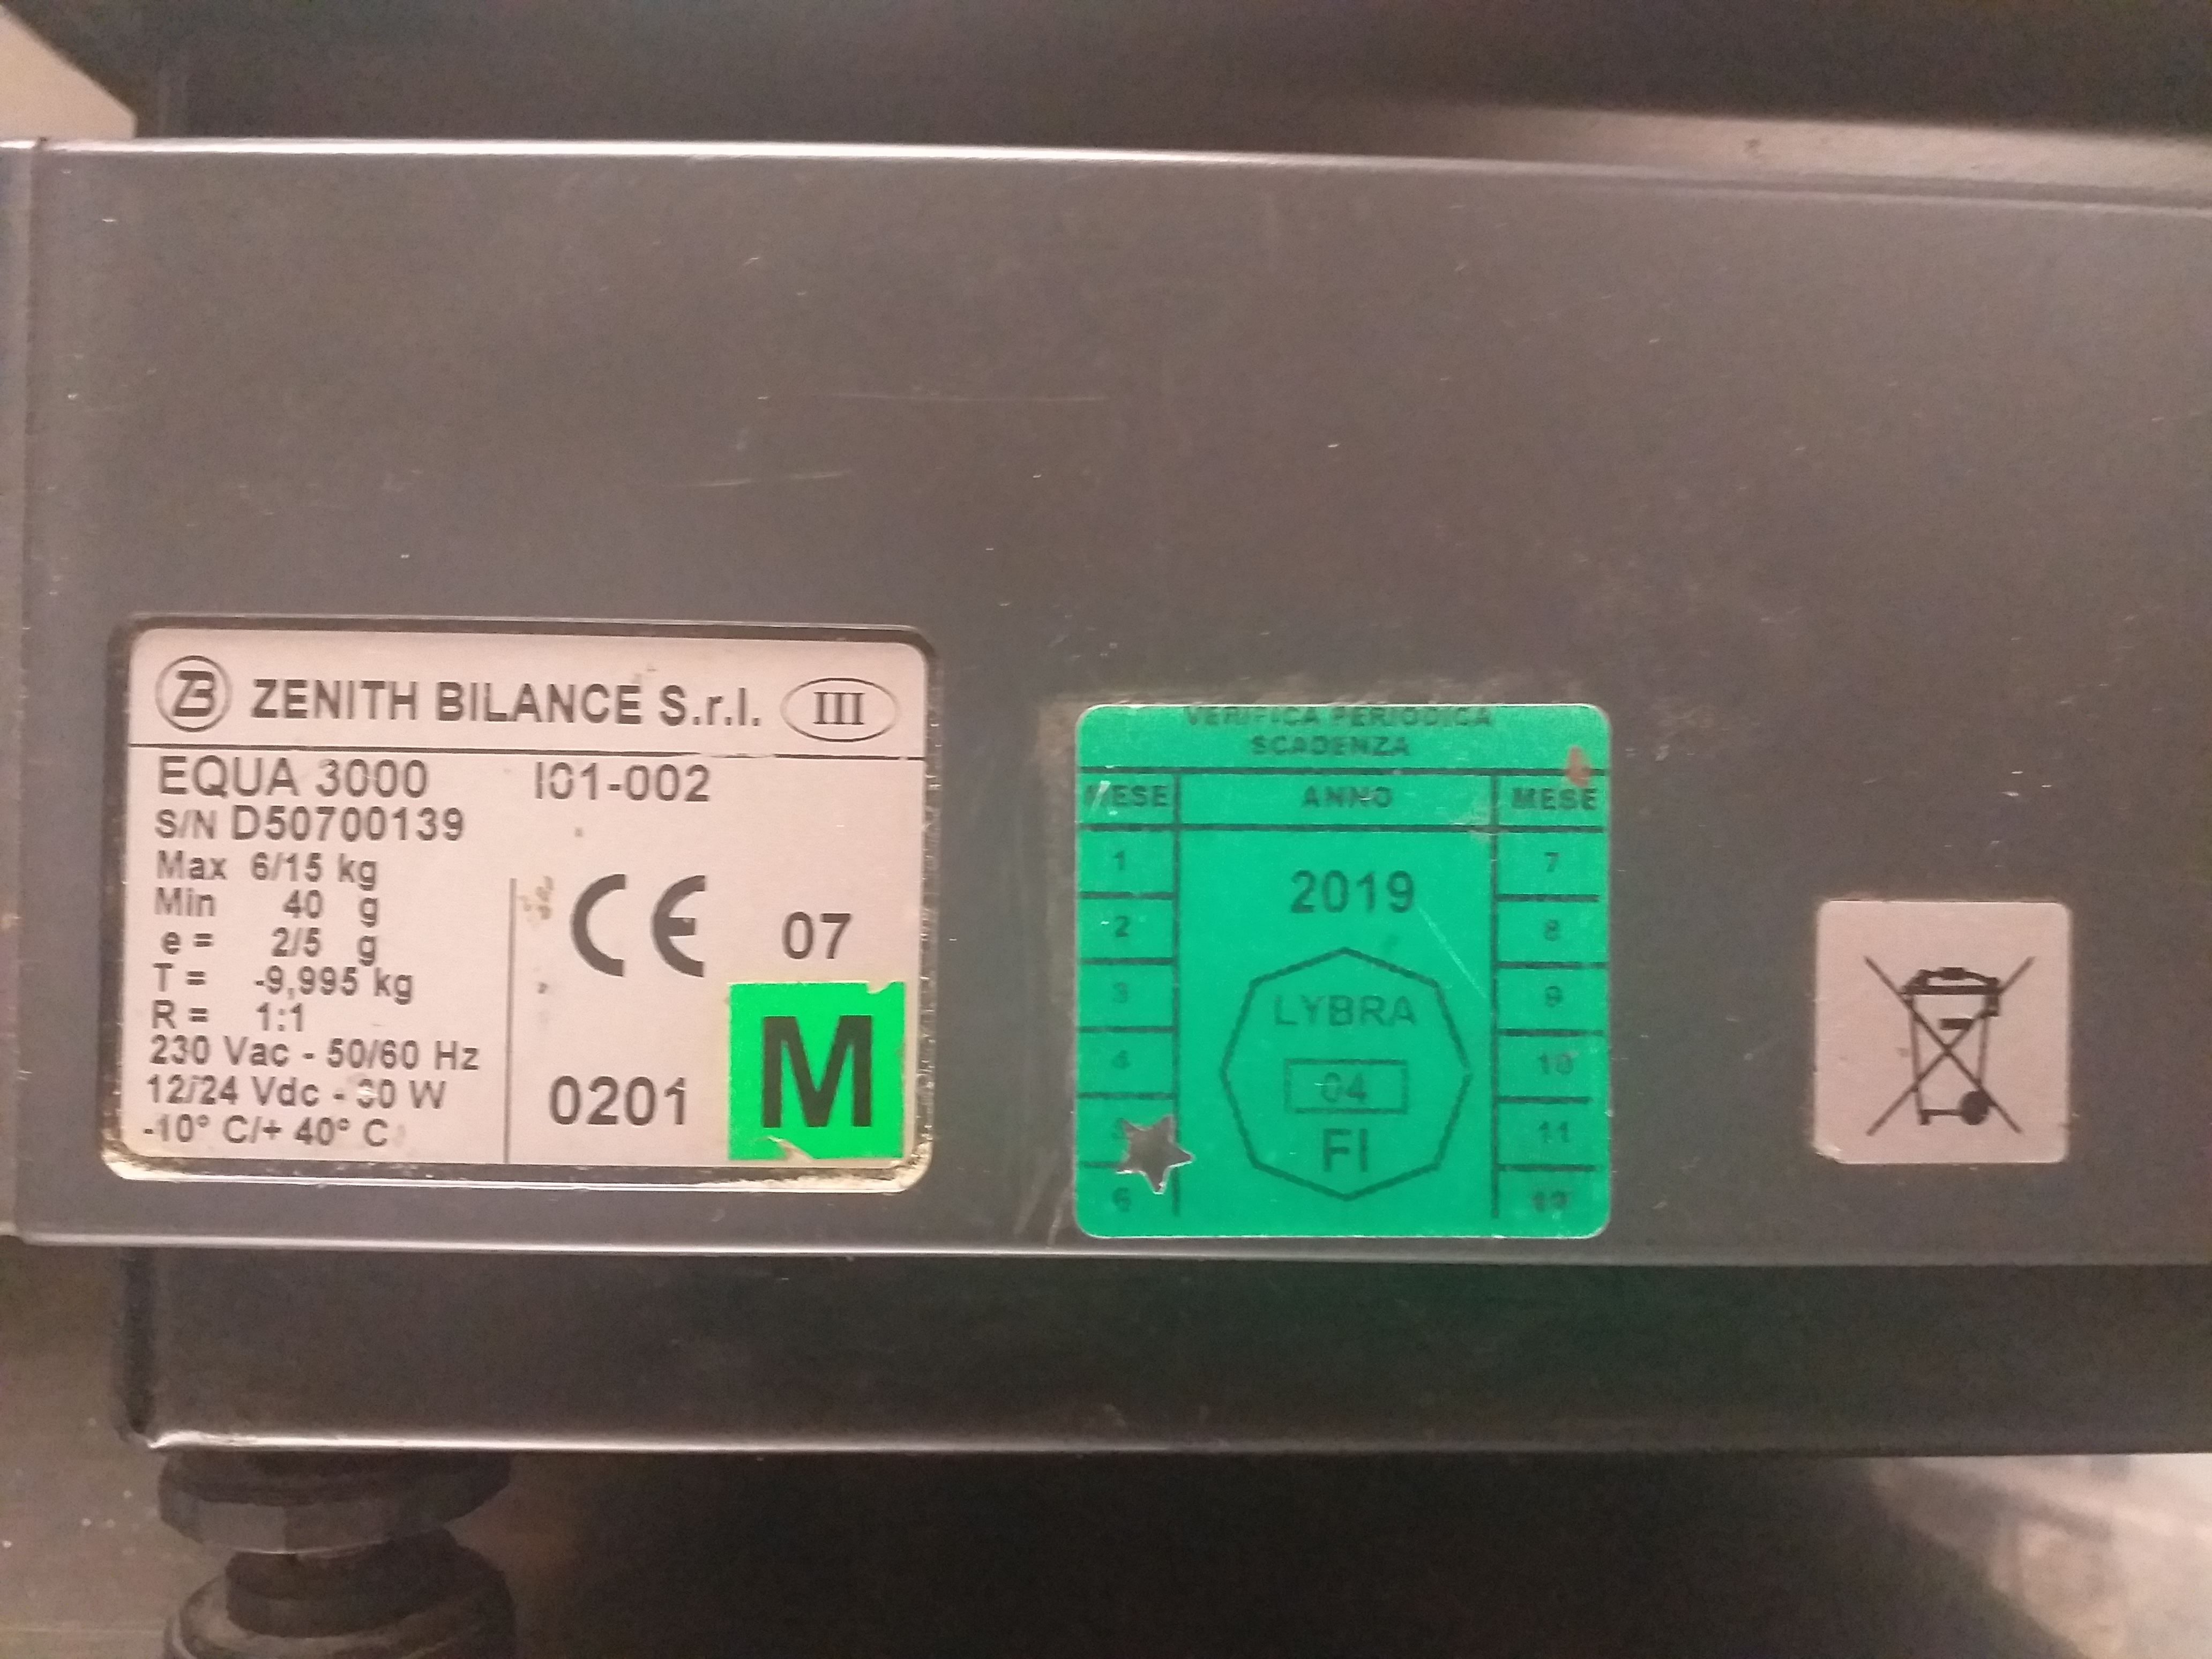 ZB ZENITH BILANCE S.r.l. III
EQUA 3000 I01-002
S/N D50700139
Max 6/15 kg
Min 40 g
e = 2/5 g
T = -9,995 kg
R = 1:1
230 Vac - 50/60 Hz
12/24 Vdc - 30 W
-10° C/+ 40° C
CE 07
0201 M
VERIFICA PERIODICA
SCADENZA
MESE ANNO MESE
1 7
2019
2 8
3 9
LYBRA
4 10
04
5 11
FI
6 12